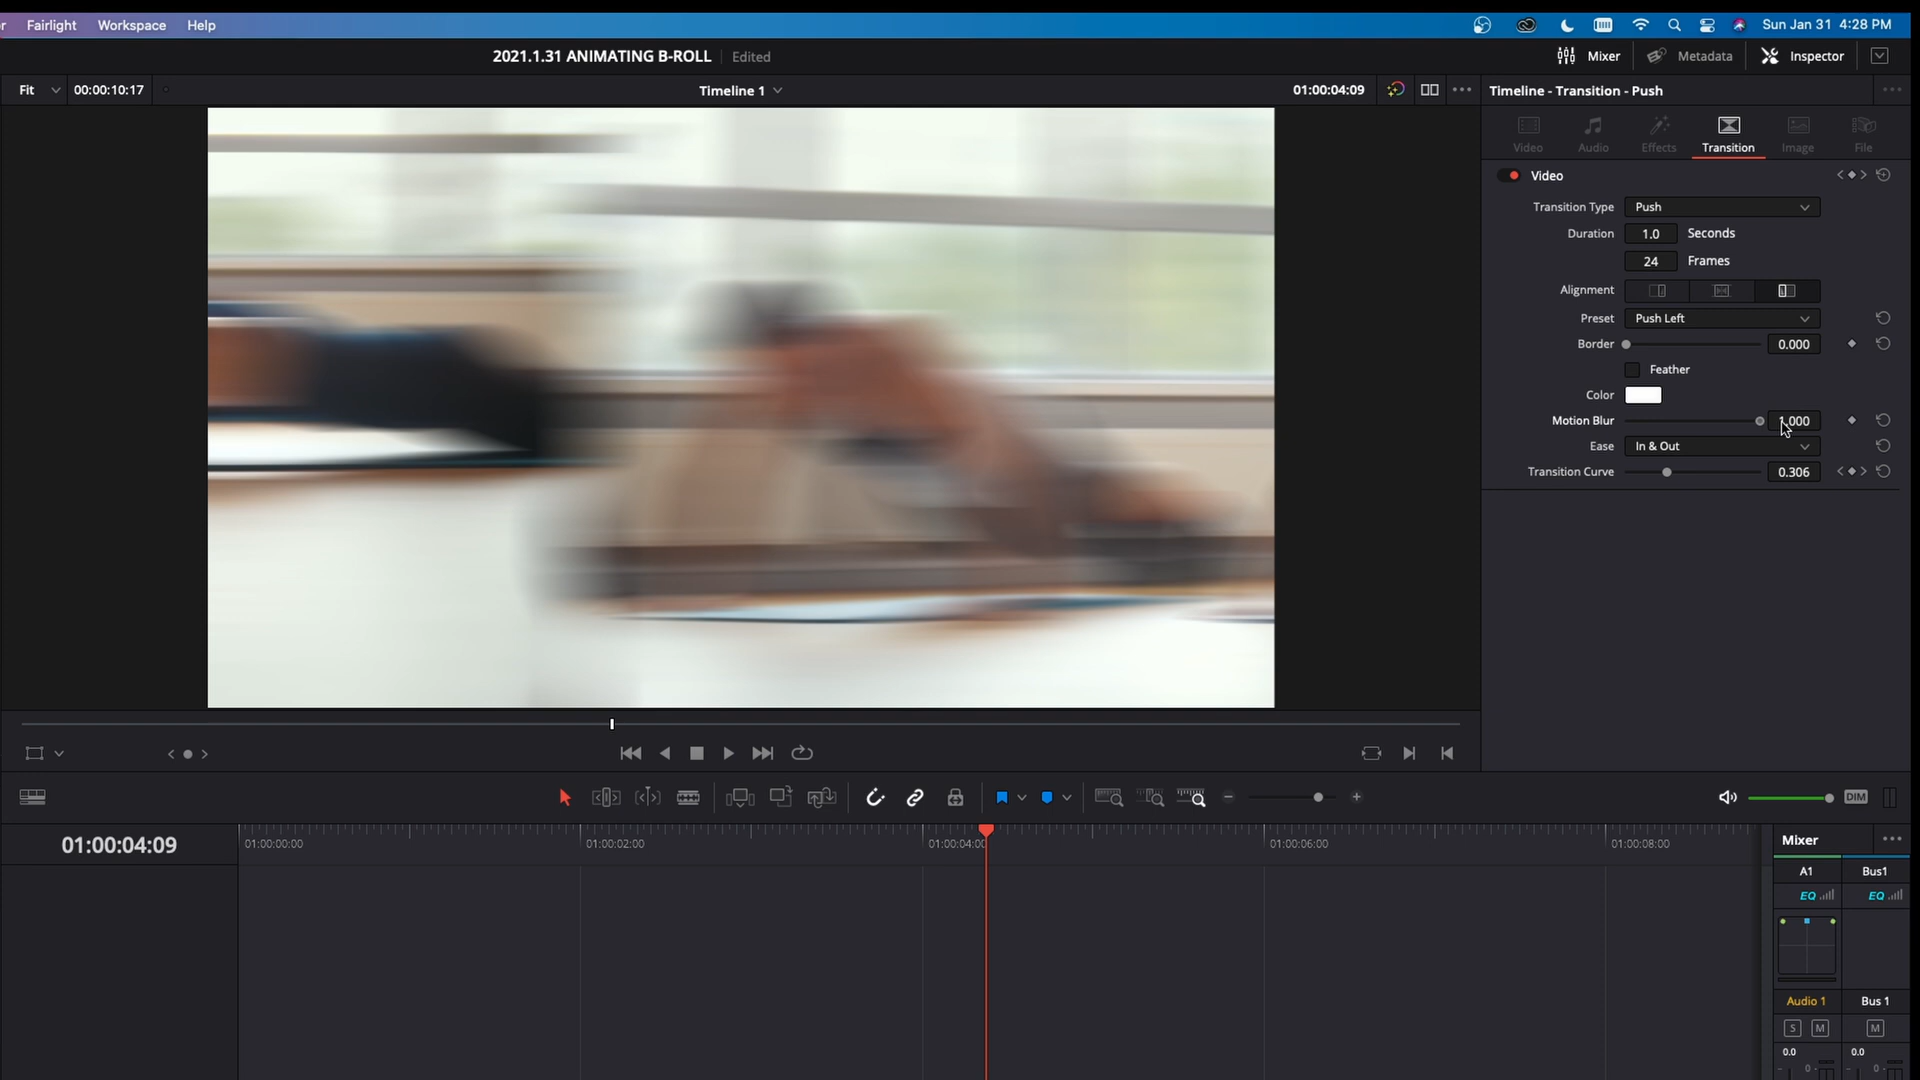 Fairlight Workspace Help Sun Jan 31 4:28 PM
2021.1.31 ANIMATING B-ROLL Edited Mixer Metadata Inspector
Fit 00:00:10:17 Timeline 1 01:00:04:09 Timeline - Transition - Push
Video Audio Effects Transition Image File
Video
Transition Type Push
Duration 1.0 Seconds
24 Frames
Alignment
Preset Push Left
Border 0.000
Feather
Color
Motion Blur 1.000
Ease In & Out
Transition Curve 0.306
DIM
01:00:04:09 01:00:00:00 01:00:02:00 01:00:04:00 01:00:06:00 01:00:08:00 Mixer
A1 Bus1
EQ EQ
Audio 1 Bus 1
S M M
0.0 0.0
0 0